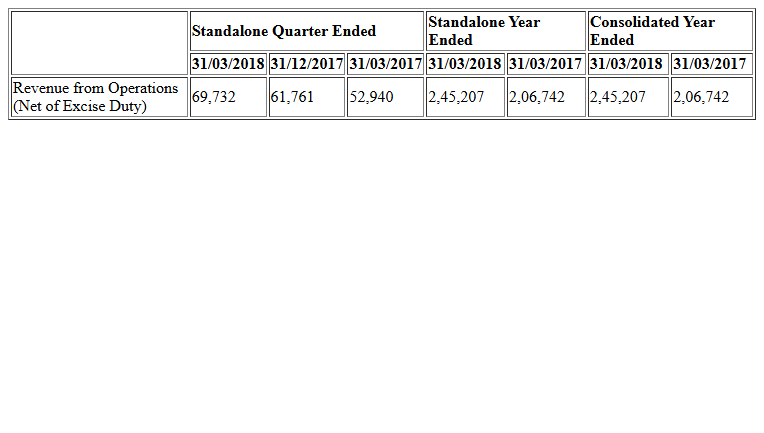 Standalone Quarter Ended Standalone Year Ended Consolidated Year Ended
31/03/2018 31/12/2017 31/03/2017 31/03/2018 31/03/2017 31/03/2018 31/03/2017
Revenue from Operations (Net of Excise Duty) 69,732 61,761 52,940 2,45,207 2,06,742 2,45,207 2,06,742